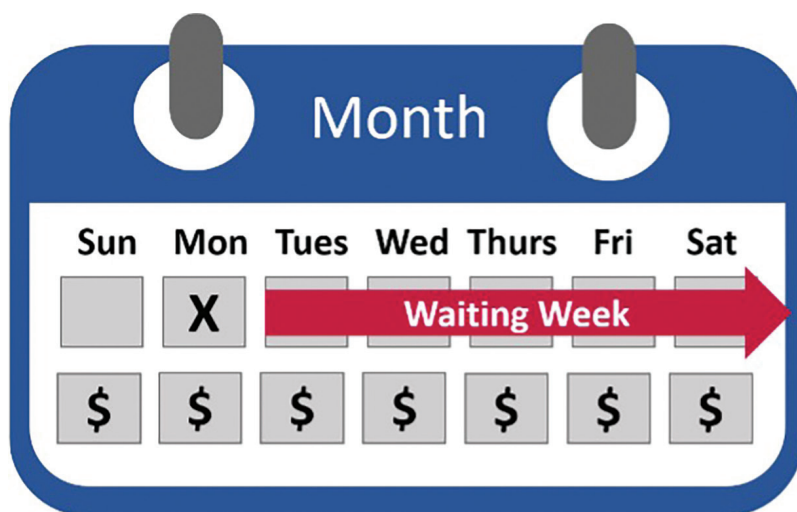 Month
Sun Mon Tues Wed Thurs Fri Sat
X Waiting Week
$ $ $ $ $ $ $